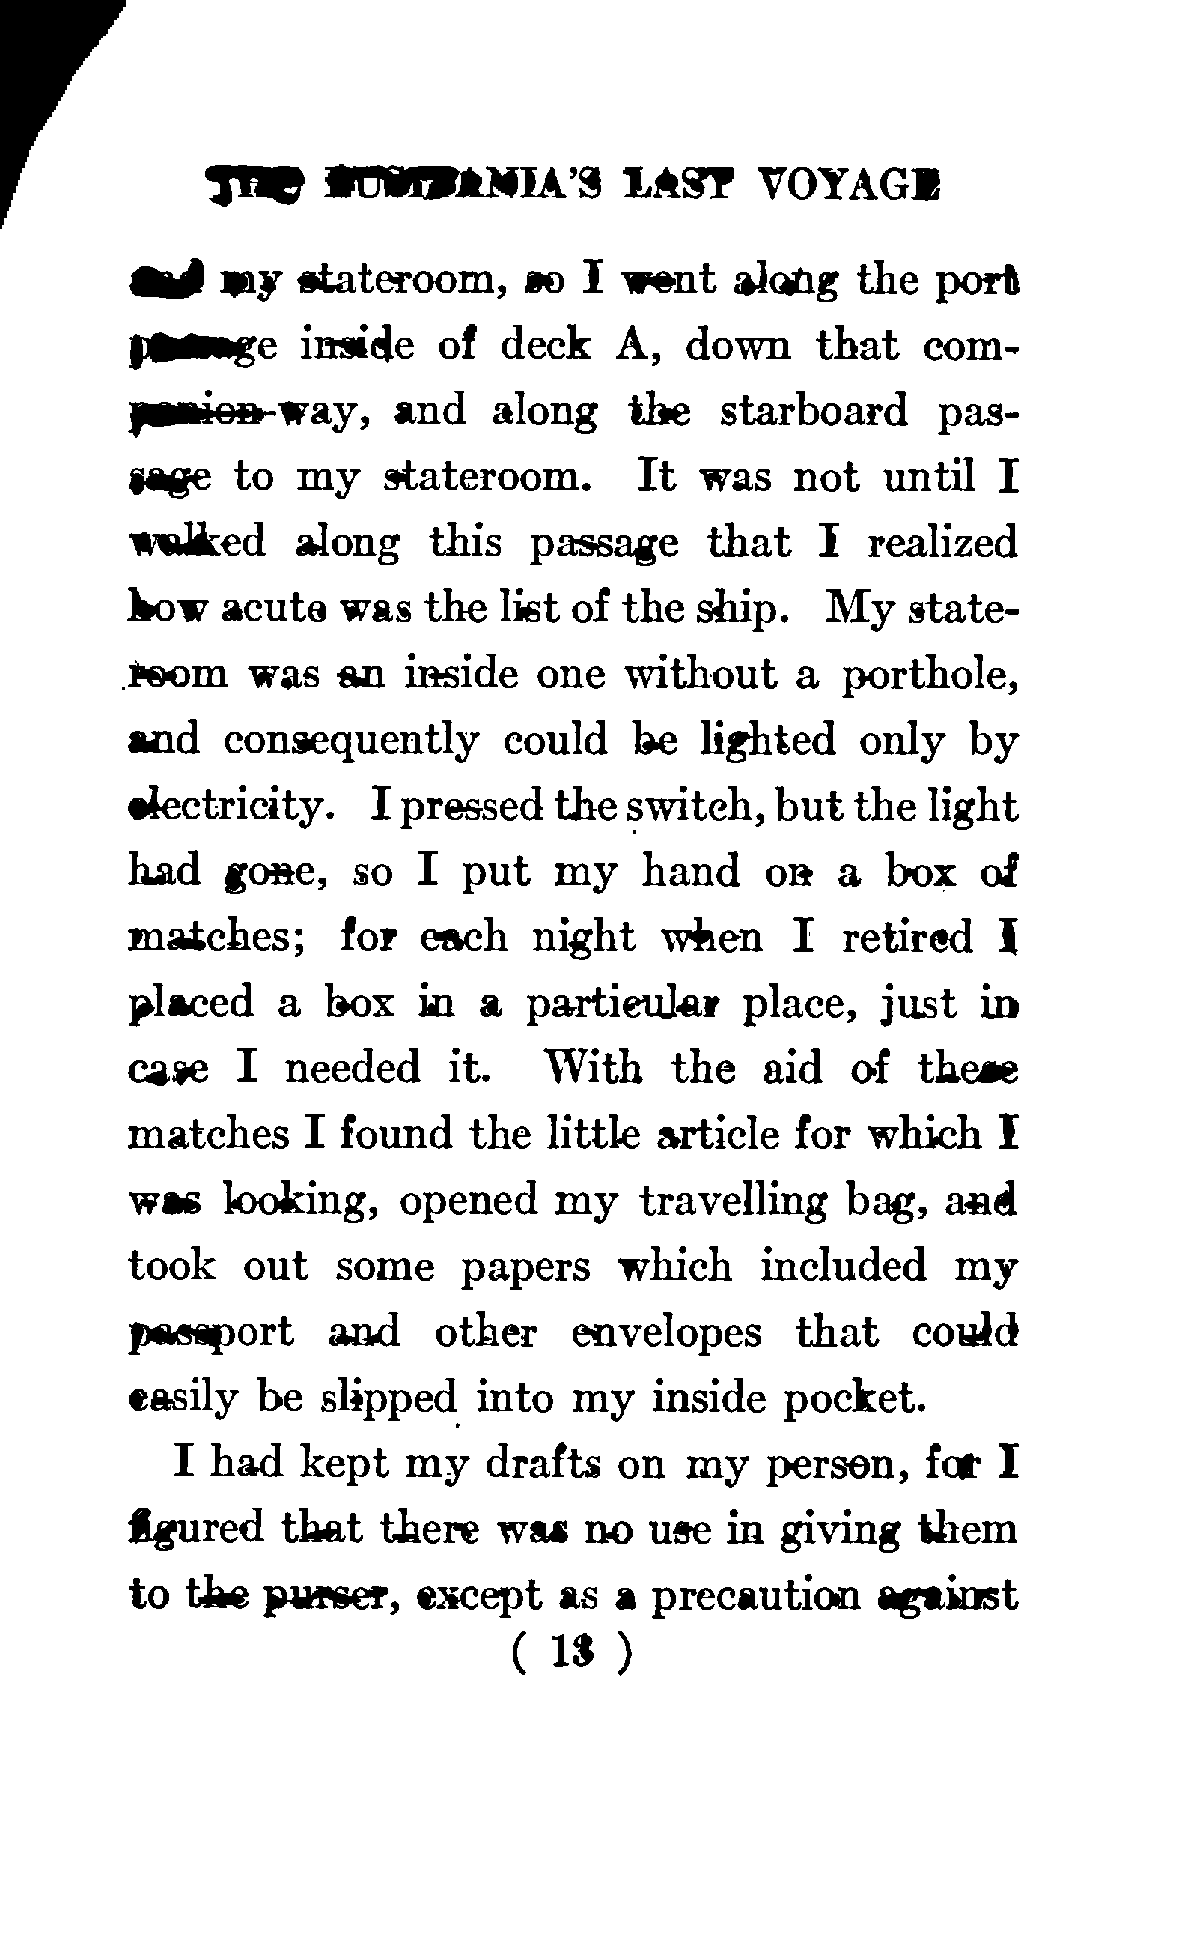 THE LUSITANIA'S LAST VOYAGE
and my stateroom, so I went along the port
passage inside of deck A, down that com-
panion-way, and along the starboard pas-
sage to my stateroom. It was not until I
walked along this passage that I realized
how acute was the list of the ship. My state-
room was an inside one without a porthole,
and consequently could be lighted only by
electricity. I pressed the switch, but the light
had gone, so I put my hand on a box of
matches; for each night when I retired I
placed a box in a particular place, just in
case I needed it. With the aid of these
matches I found the little article for which I
was looking, opened my travelling bag, and
took out some papers which included my
passport and other envelopes that could
easily be slipped into my inside pocket.
I had kept my drafts on my person, for I
figured that there was no use in giving them
to the purser, except as a precaution against
( 13 )